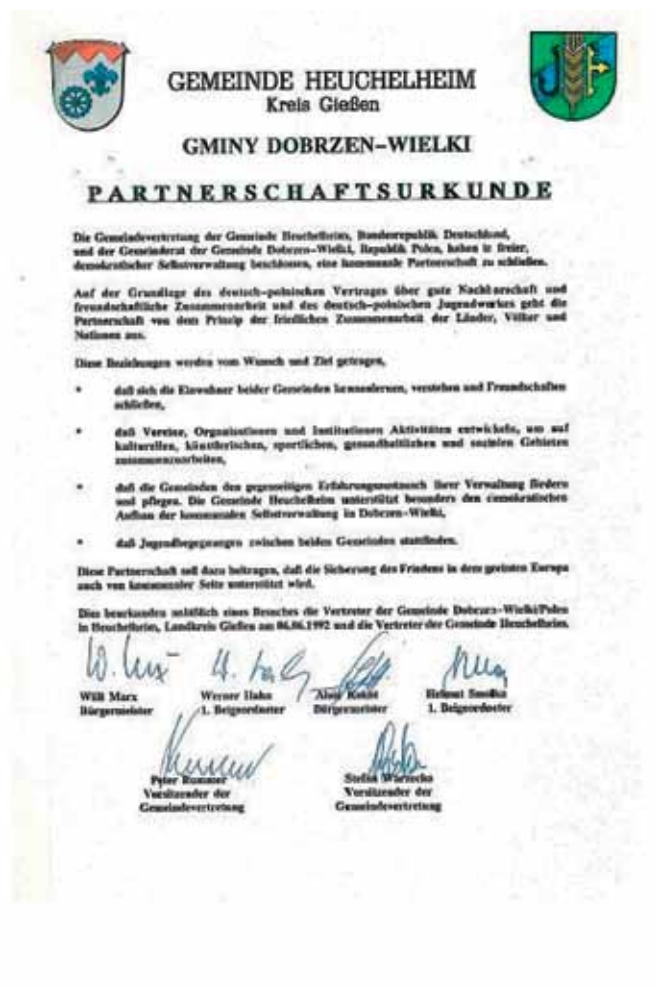 GEMEINDE HEUCHELHEIM
Kreis Gießen
GMINY DOBRZEN-WIELKI
PARTNERSCHAFTSURKUNDE
Die Gemeindevertretung der Gemeinde Heuchelheim, Bundesrepublik Deutschland,
und der Gemeinderat der Gemeinde Dobrzen-Wielki, Republik Polen, haben in freier,
demokratischer Selbstverwaltung beschlossen, eine kommunale Partnerschaft zu schließen.
Auf der Grundlage des deutsch-polnischen Vertrages über gute Nachbarschaft und
freundschaftliche Zusammenarbeit und des deutsch-polnischen Jugendwerkes geht die
Partnerschaft von dem Prinzip der friedlichen Zusammenarbeit der Länder, Völker und
Nationen aus.
Diese Beziehungen werden vom Wunsch und Ziel getragen,
* daß sich die Einwohner beider Gemeinden kennenlernen, verstehen und Freundschaften
schließen,
* daß Vereine, Organisationen und Institutionen Aktivitäten entwickeln, um auf
kulturellen, künstlerischen, sportlichen, gesundheitlichen und sozialen Gebieten
zusammenzuarbeiten,
* daß die Gemeinden den gegenseitigen Erfahrungsaustausch ihrer Verwaltung fördern
und pflegen. Die Gemeinde Heuchelheim unterstützt besonders den demokratischen
Aufbau der kommunalen Selbstverwaltung in Dobrzen-Wielki,
* daß Jugendbegegnungen zwischen beiden Gemeinden stattfinden.
Diese Partnerschaft soll dazu beitragen, daß die Sicherung des Friedens in dem geeinten Europa
auch von kommunaler Seite unterstützt wird.
Dies beurkunden anläßlich eines Besuches die Vertreter der Gemeinde Dobrzen-Wielki/Polen
in Heuchelheim, Landkreis Gießen am 06.06.1992 und die Vertreter der Gemeinde Heuchelheim.
Willi Marx Werner Hahn Helmut Smolka
Bürgermeister 1. Beigeordneter Bürgermeister 1. Beigeordneter
Peter Rummer Stefan Warzecha
Vorsitzender der Vorsitzender der
Gemeindevertretung Gemeindevertretung